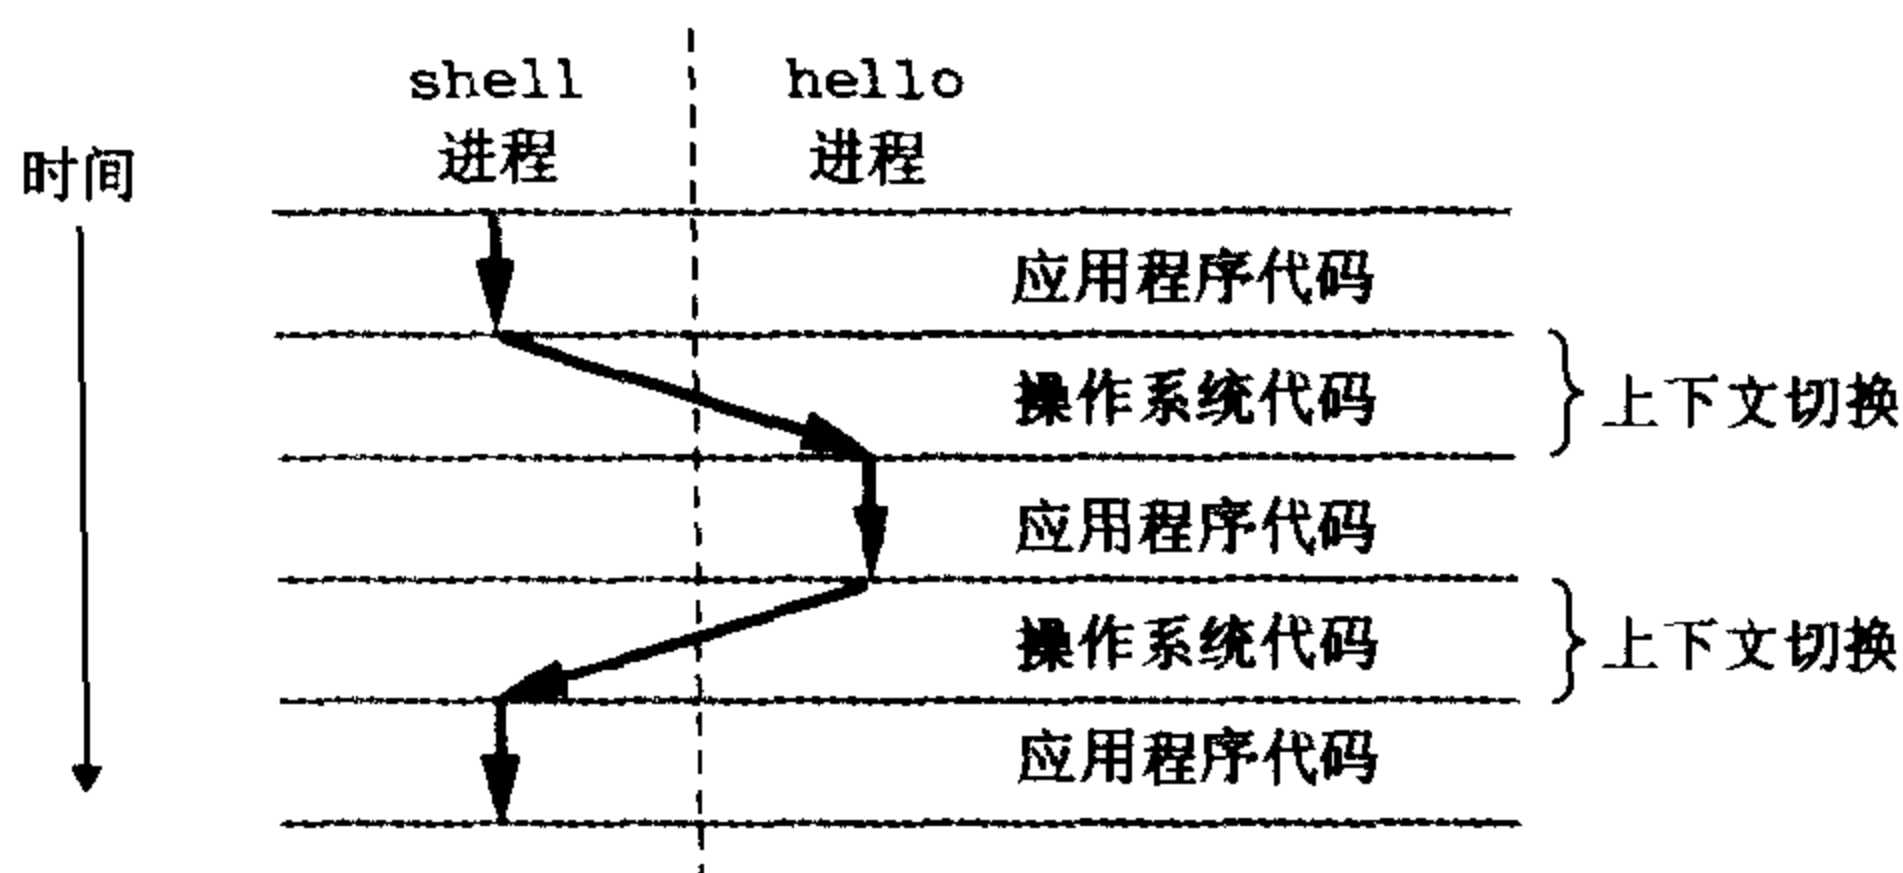 shell
进程
hello
进程
时间
应用程序代码
操作系统代码
上下文切换
应用程序代码
操作系统代码
上下文切换
应用程序代码